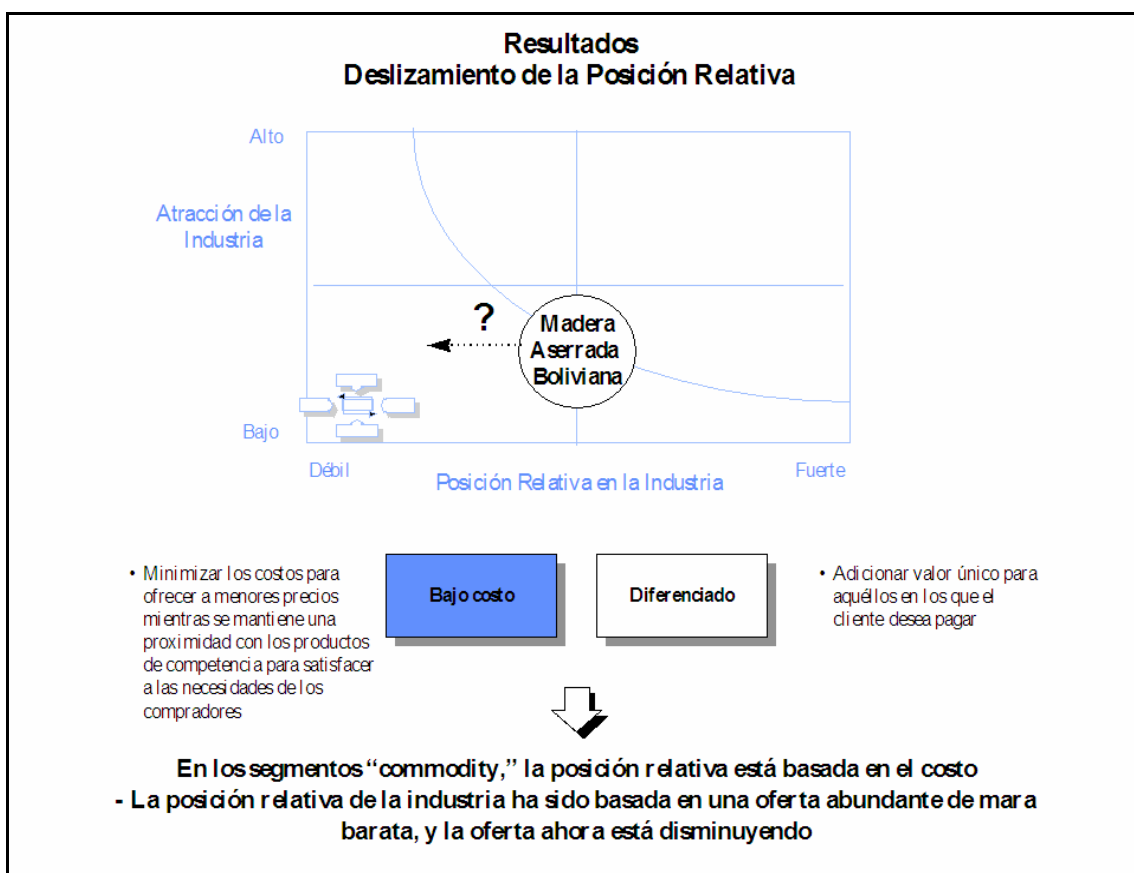 Resultados
Deslizamiento de la Posición Relativa
Alto
Atracción de la
Industria
?
Madera
Aserrada
Boliviana
Bajo
Débil
Posición Relativa en la Industria
Fuerte
• Minimizar los costos para
ofrecer a menores precios
mientras se mantiene una
proximidad con los productos
de competencia para satisfacer
a las necesidades de los
compradores
Bajo costo
Diferenciado
• Adicionar valor único para
aquéllos en los que el
cliente desea pagar
En los segmentos “commodity,” la posición relativa está basada en el costo
- La posición relativa de la industria ha sido basada en una oferta abundante de mara
barata, y la oferta ahora está disminuyendo